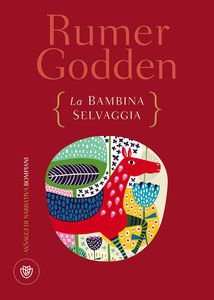 Rumer
Godden
{ La BAMBINA
SELVAGGIA }
asSAGGI DI NARRATIVA BOMPIANI